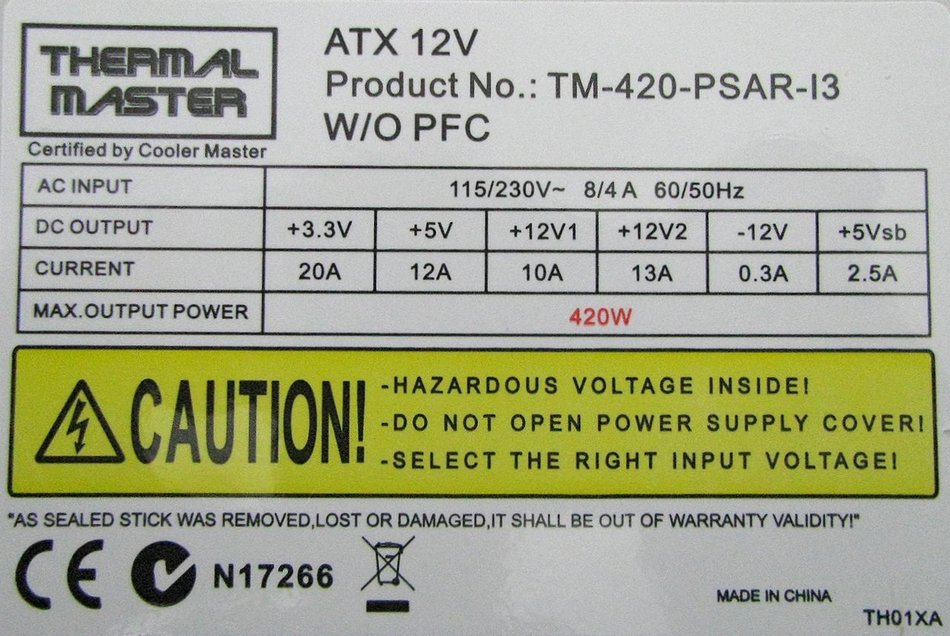 THERMAL
MASTER
Certified by Cooler Master
ATX 12V
Product No.: TM-420-PSAR-I3
W/O PFC
AC INPUT 115/230V~ 8/4A 60/50Hz
DC OUTPUT +3.3V +5V +12V1 +12V2 -12V +5Vsb
CURRENT 20A 12A 10A 13A 0.3A 2.5A
MAX.OUTPUT POWER 420W
CAUTION!
-HAZARDOUS VOLTAGE INSIDE!
-DO NOT OPEN POWER SUPPLY COVER!
-SELECT THE RIGHT INPUT VOLTAGE!
"AS SEALED STICK WAS REMOVED,LOST OR DAMAGED,IT SHALL BE OUT OF WARRANTY VALIDITY!"
CE N17266
MADE IN CHINA
TH01XA